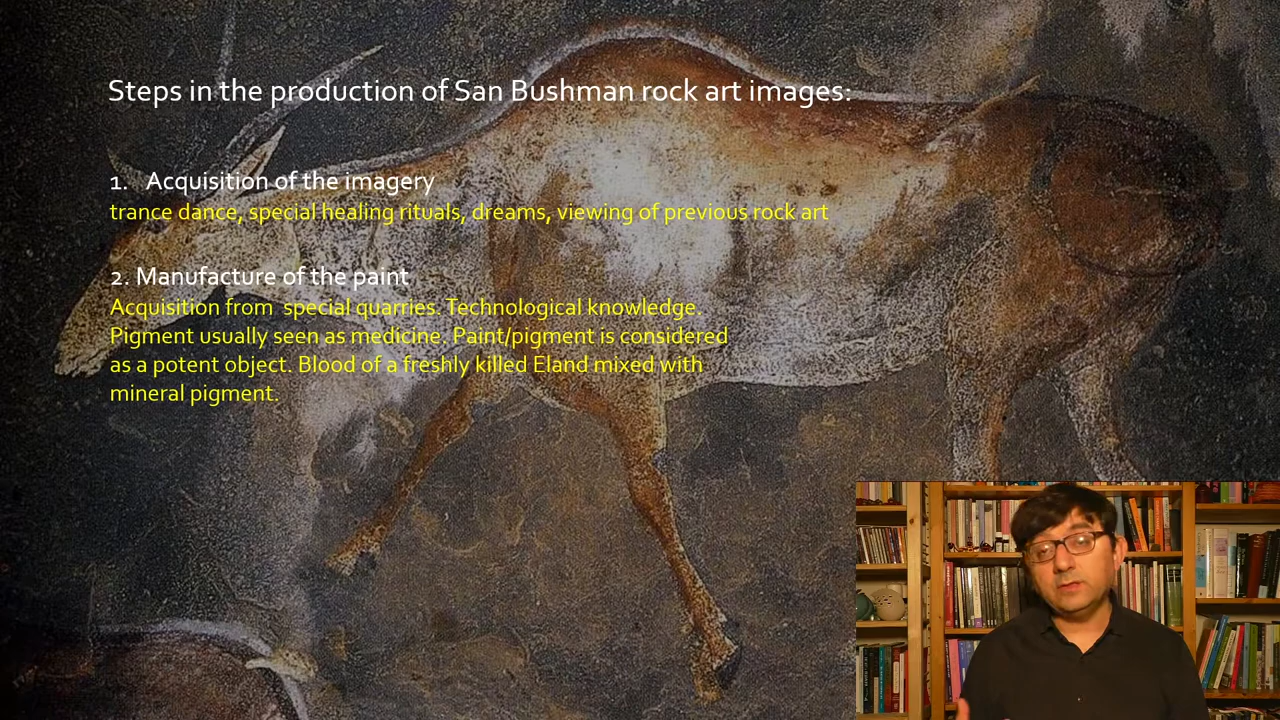 Steps in the production of San Bushman rock art images:
1. Acquisition of the imagery
trance dance, special healing rituals, dreams, viewing of previous rock art
2. Manufacture of the paint
Acquisition from special quarries. Technological knowledge.
Pigment usually seen as medicine. Paint/pigment is considered
as a potent object. Blood of a freshly killed Eland mixed with
mineral pigment.